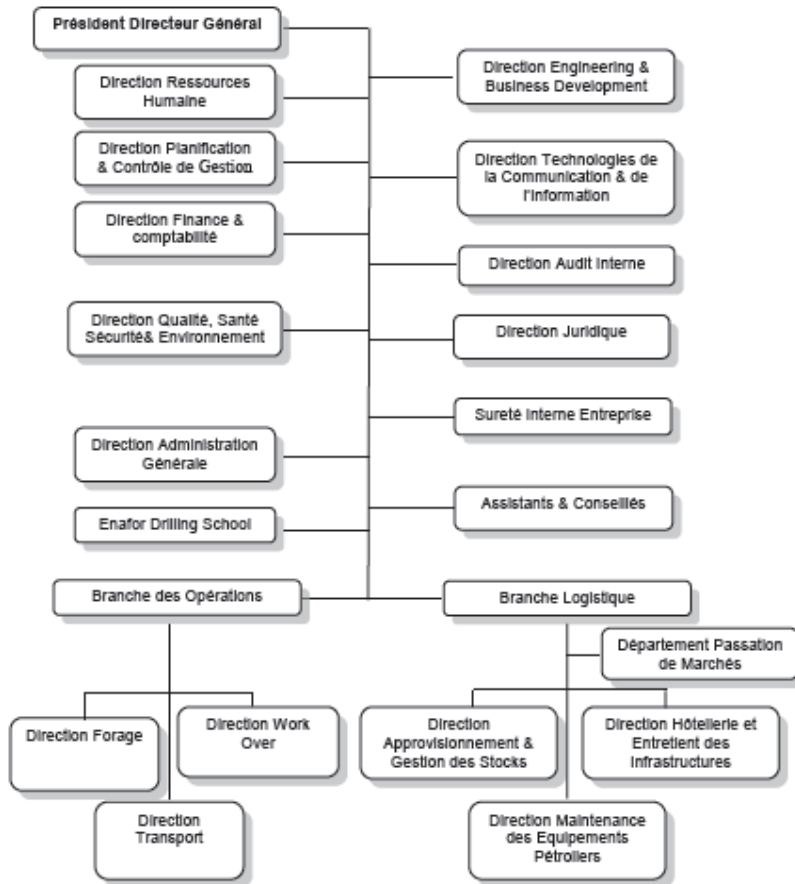 Président Directeur Général
Direction Ressources
Humaine
Direction Planification
& Contrôle de Gestion
Direction Finance &
comptabilité
Direction Qualité, Santé
Sécurité& Environnement
Direction Administration
Générale
Enafor Drilling School
Direction Engineering &
Business Development
Direction Technologies de
la Communication & de
l'Information
Direction Audit Interne
Direction Juridique
Sureté Interne Entreprise
Assistants & Conseillés
Branche des Opérations
Branche Logistique
Département Passation
de Marchés
Direction Forage
Direction Work
Over
Direction
Transport
Direction
Approvisionnement &
Gestion des Stocks
Direction Hôtellerie et
Entretient des
Infrastructures
Direction Maintenance
des Equipements
Pétroliers